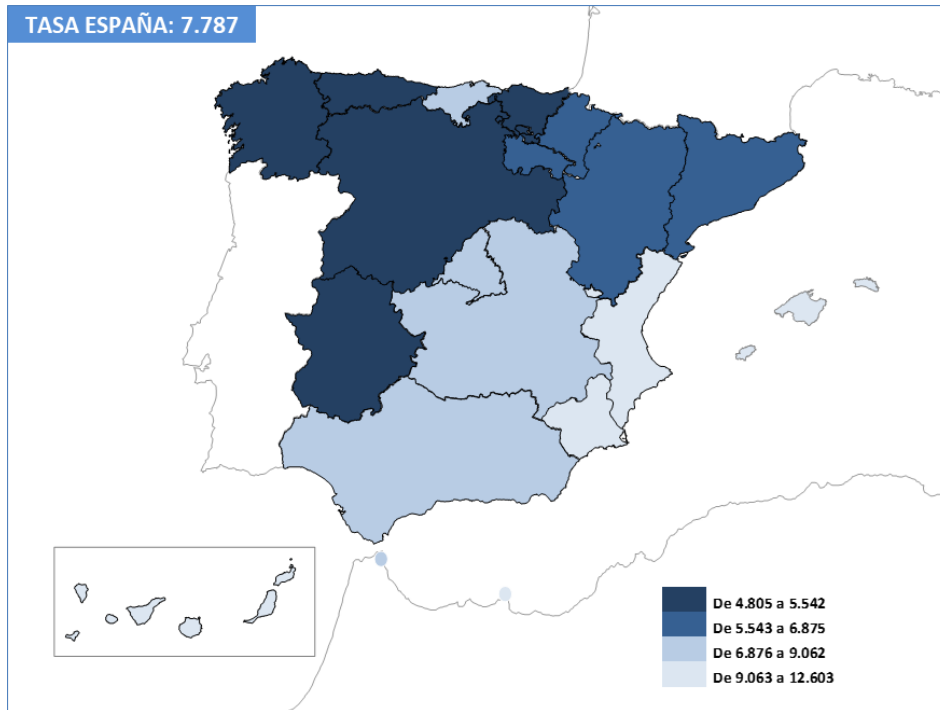 TASA ESPAÑA: 7.787
De 4.805 a 5.542
De 5.543 a 6.875
De 6.876 a 9.062
De 9.063 a 12.603